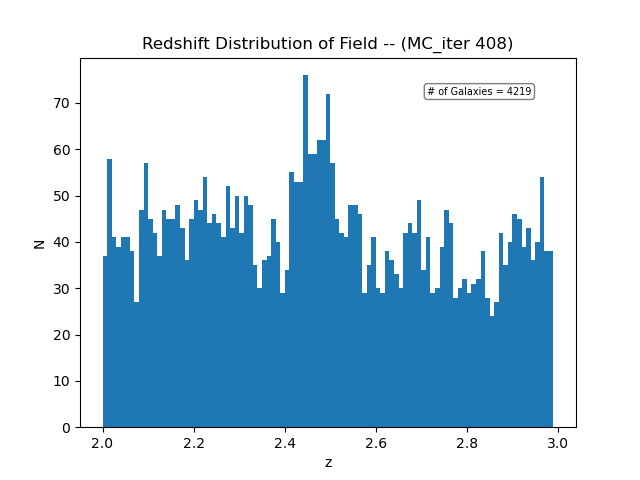 Redshift Distribution of Field -- (MC_iter 408)
# of Galaxies = 4219
70
60
50
40
30
20
10
0
N
2.0 2.2 2.4 2.6 2.8 3.0
z